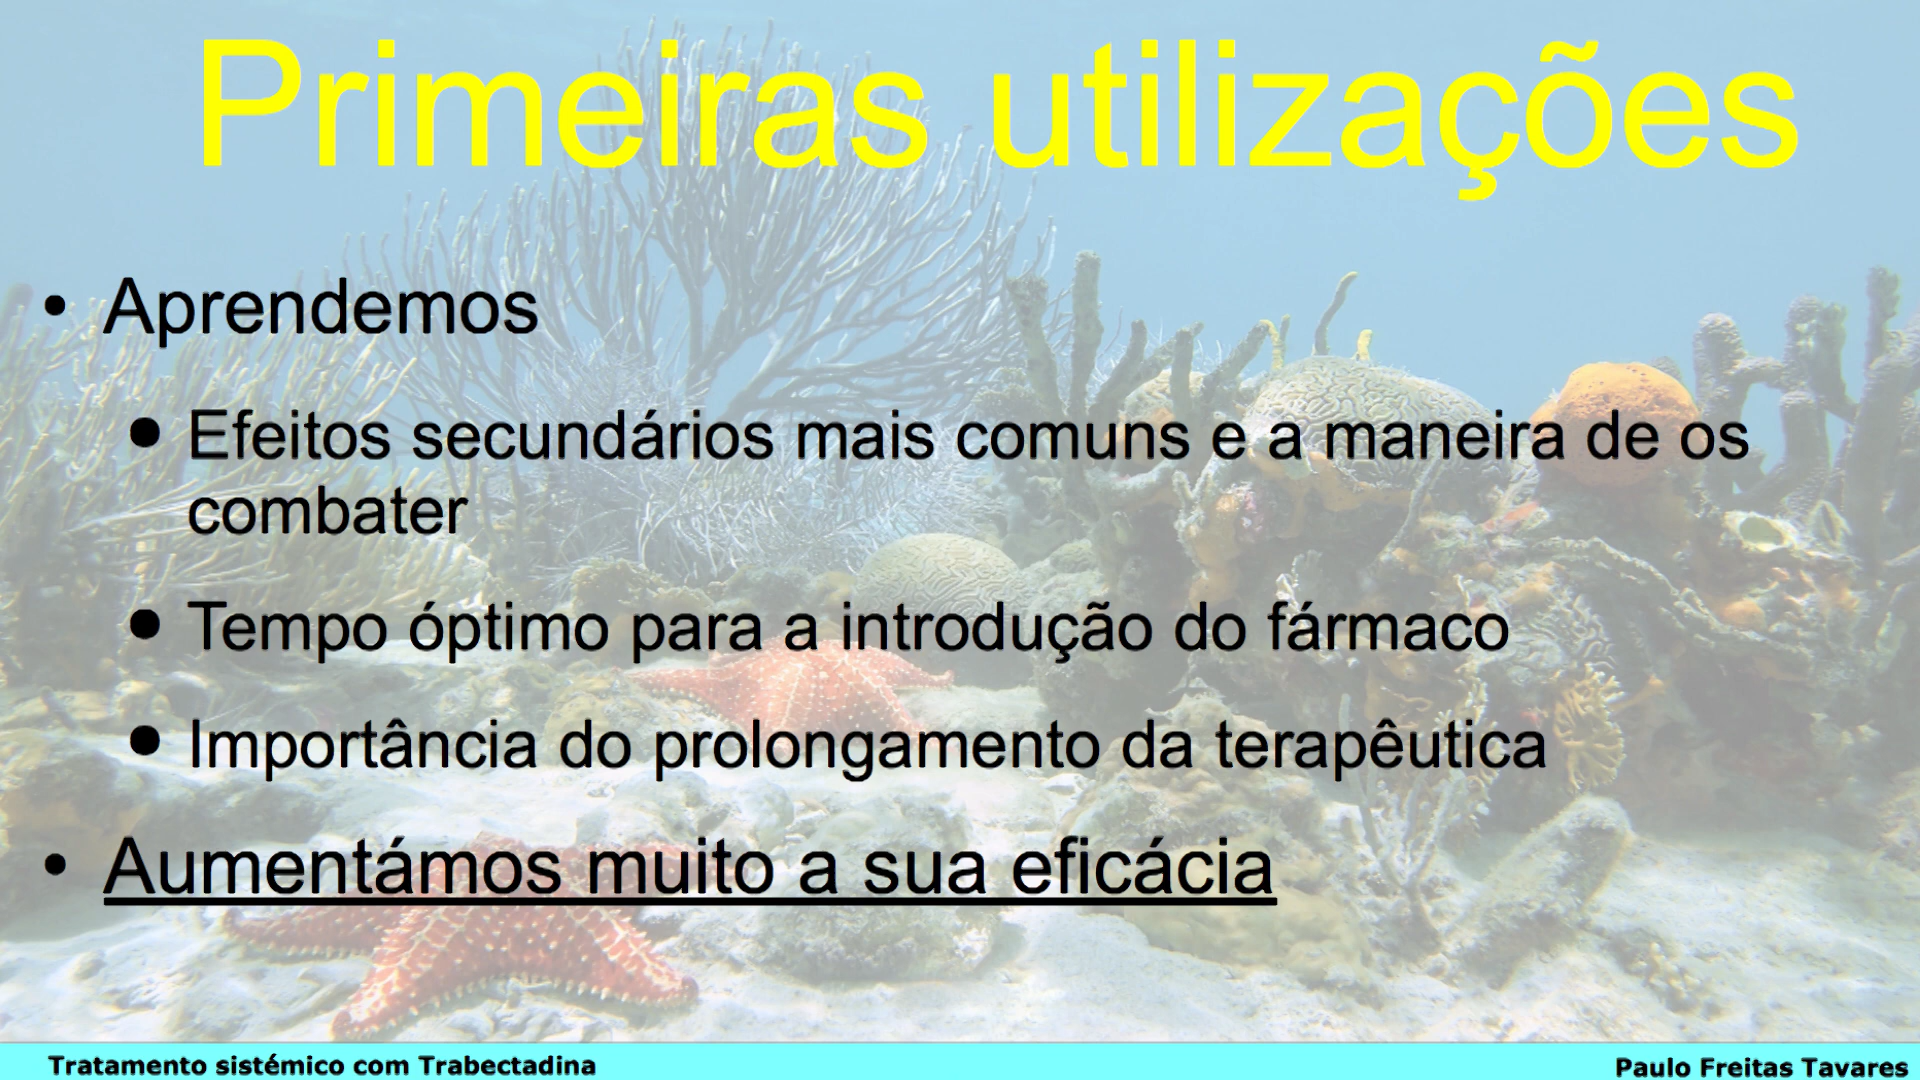 Primeiras utilizações
• Aprendemos
• Efeitos secundários mais comuns e a maneira de os
combater
• Tempo óptimo para a introdução do fármaco
• Importância do prolongamento da terapêutica
• Aumentámos muito a sua eficácia
Tratamento sistémico com Trabectadina
Paulo Freitas Tavares